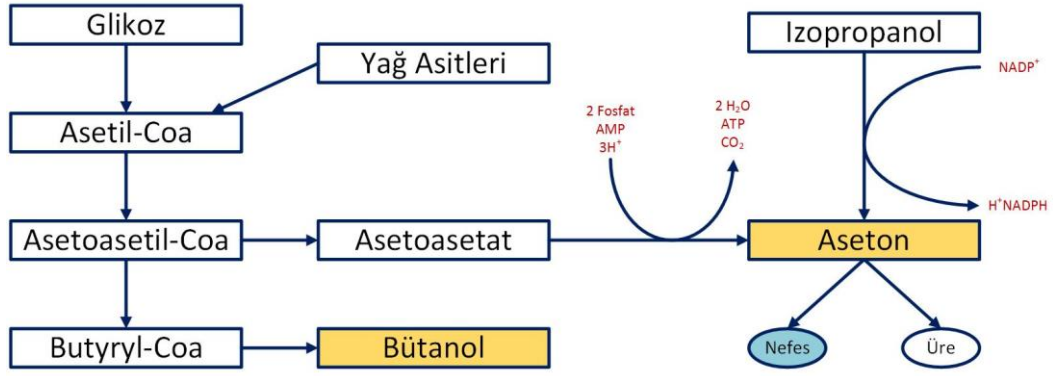 Glikoz
Yağ Asitleri
Izopropanol
NADP⁺
Asetil-Coa
2 Fosfat
AMP
3H⁺
2 H₂O
ATP
CO₂
H⁺NADPH
Asetoasetil-Coa
Asetoasetat
Aseton
Butyryl-Coa
Bütanol
Nefes
Üre